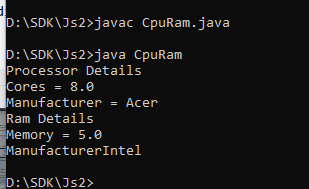 D:\SDK\Js2>javac CpuRam.java
D:\SDK\Js2>java CpuRam
Processor Details
Cores = 8.0
Manufacturer = Acer
Ram Details
Memory = 5.0
ManufacturerIntel
D:\SDK\Js2>